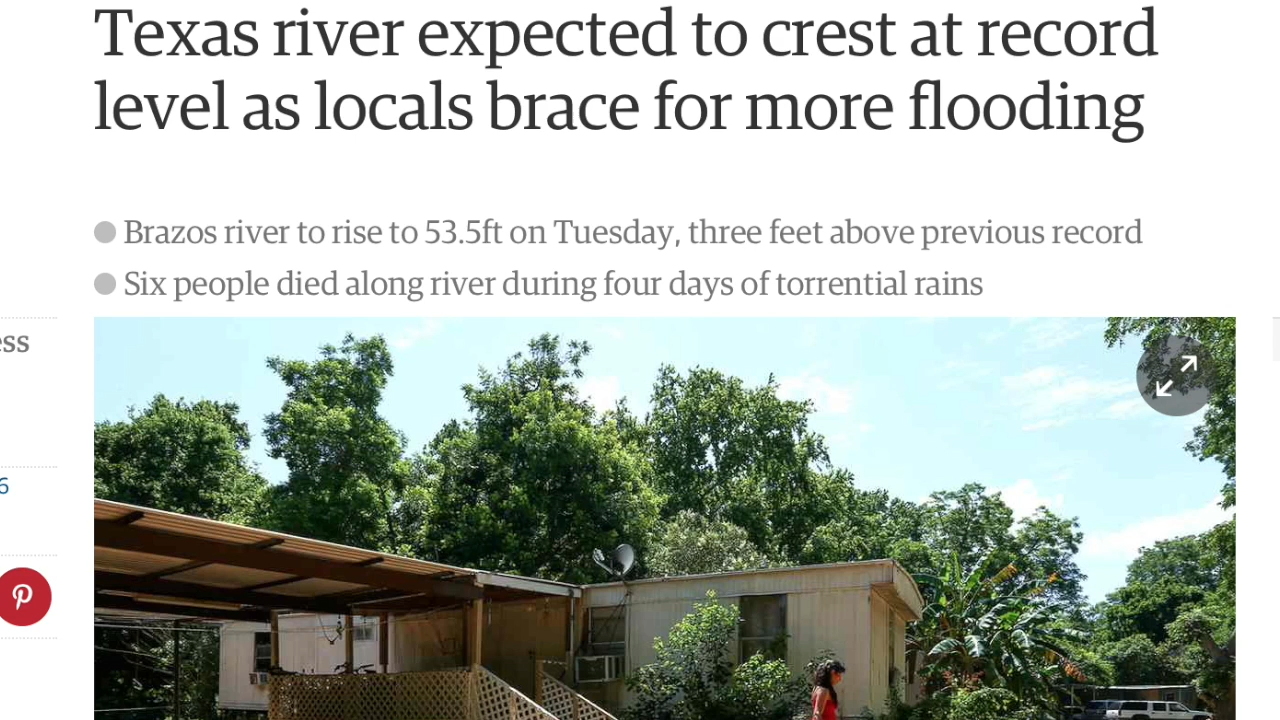 Texas river expected to crest at record
level as locals brace for more flooding
Brazos river to rise to 53.5ft on Tuesday, three feet above previous record
Six people died along river during four days of torrential rains
ess
6